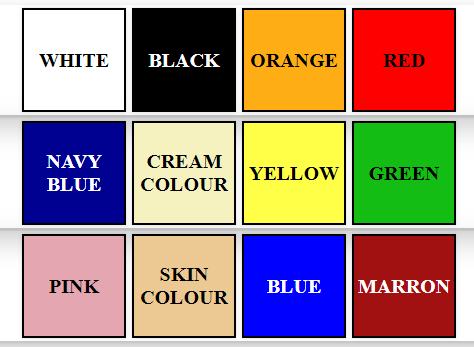 WHITE BLACK ORANGE RED
NAVY BLUE CREAM COLOUR YELLOW GREEN
PINK SKIN COLOUR BLUE MARRON